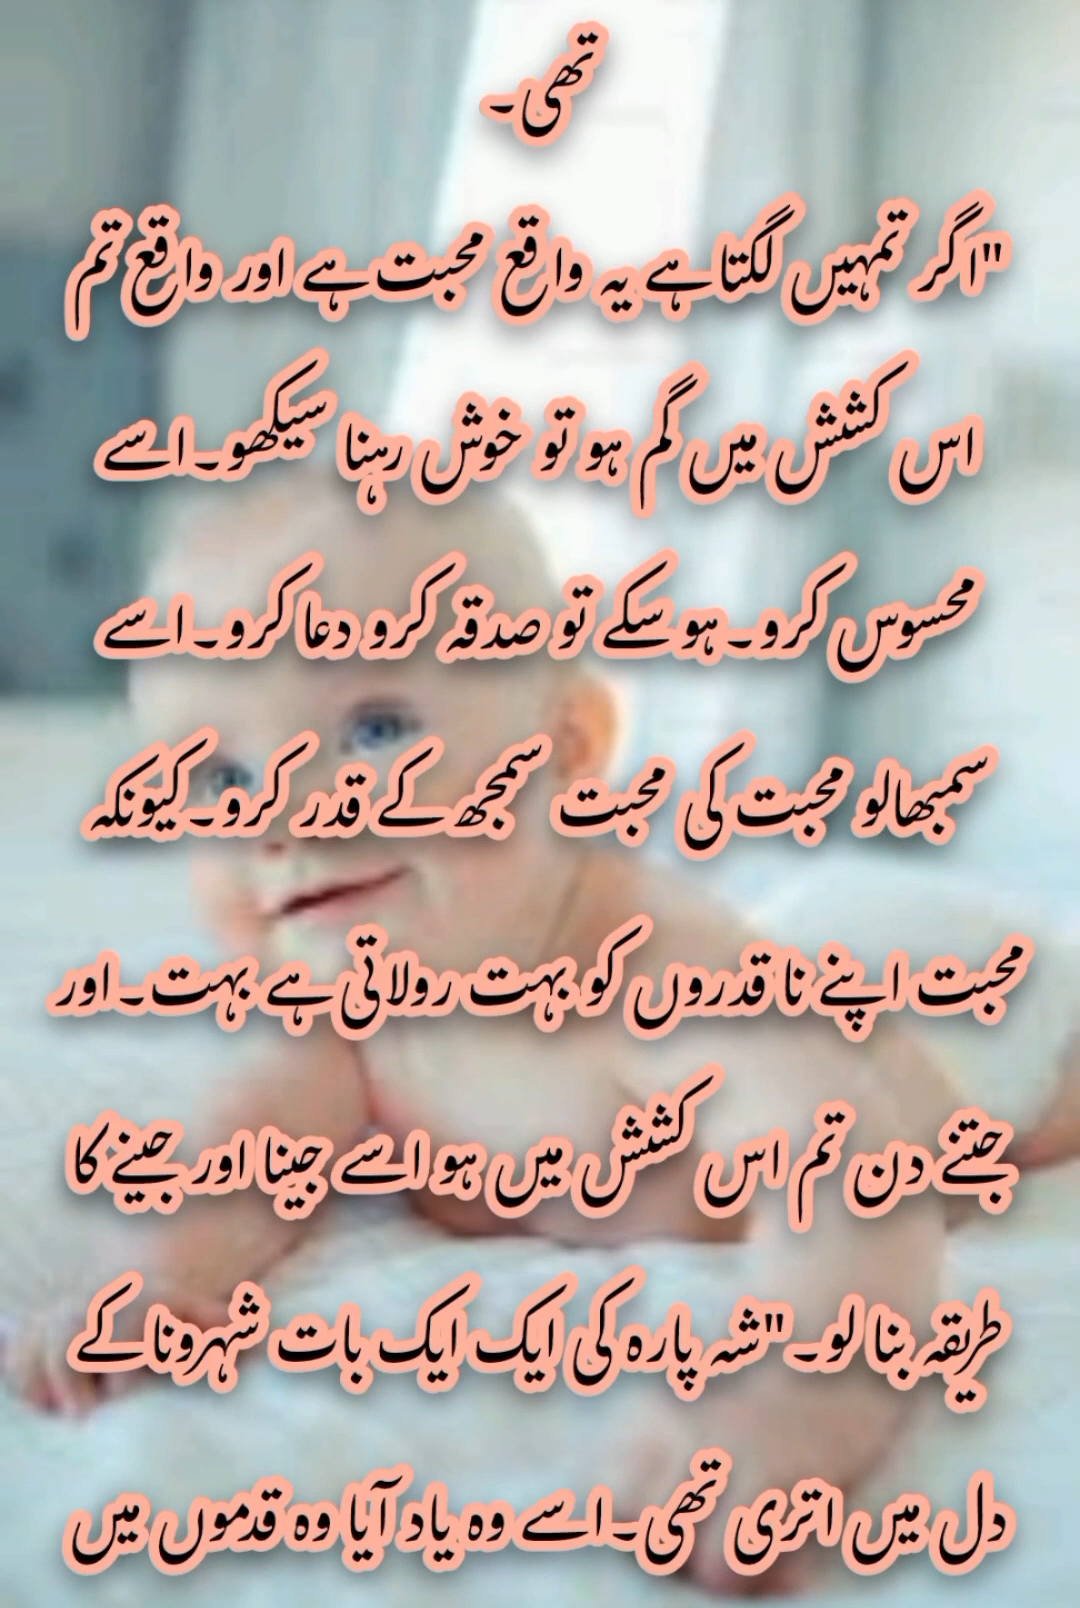 تھی۔
"اگر تمہیں لگتا ہے یہ واقع محبت ہے اور واقع تم
اس کشش میں گم ہو تو خوش رہنا سیکھو۔اسے
محسوس کرو۔ہو سکے تو صدقہ کرو دعا کرو۔اسے
سمبھالو محبت کی محبت سمجھ کے قدر کرو۔کیونکہ
محبت اپنے نا قدروں کو بہت رولاتی ہے بہت۔اور
جتنے دن تم اس کشش میں ہو اسے جینا اور جینے کا
طریقہ بنا لو۔"شہ پارہ کی ایک ایک بات شہرونا کے
دل میں اتری تھی۔اسے وہ یاد آیا وہ قدموں میں